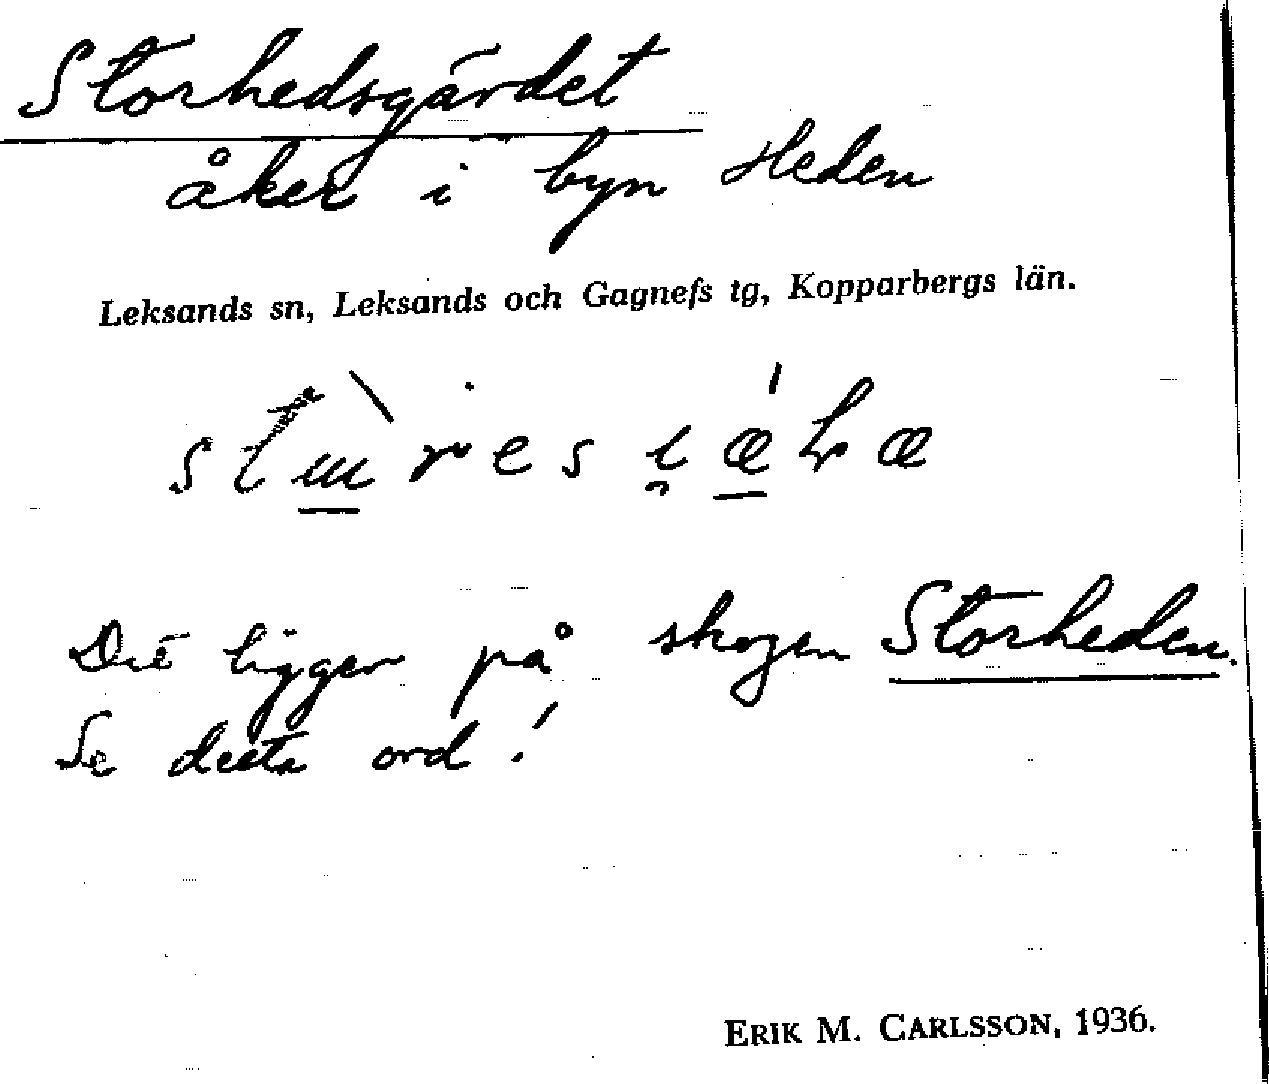 Storhedsgärdet
åker i byn Heden
Leksands sn, Leksands och Gagnefs tg, Kopparbergs län.
Det ligger på skogen Storheden.
Se detta ord!
ERIK M. CARLSSON, 1936.